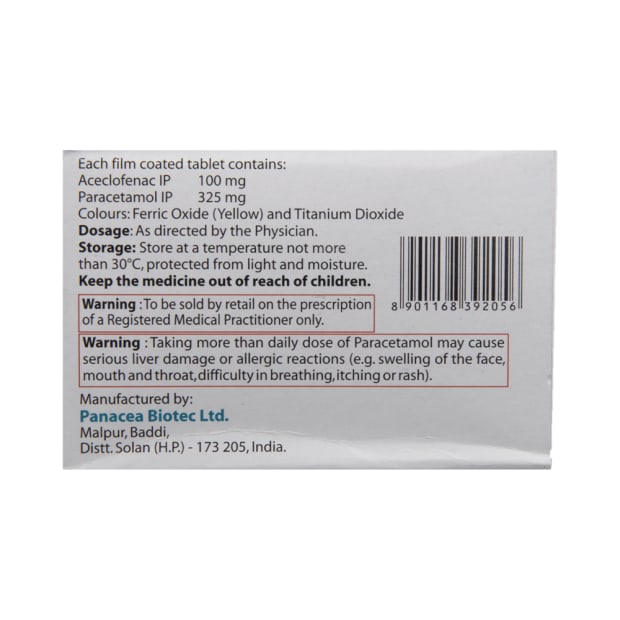 Each film coated tablet contains:
Aceclofenac IP 100 mg
Paracetamol IP 325 mg
Colours: Ferric Oxide (Yellow) and Titanium Dioxide
Dosage: As directed by the Physician.
Storage: Store at a temperature not more
than 30°C, protected from light and moisture.
Keep the medicine out of reach of children.
Warning : To be sold by retail on the prescription
of a Registered Medical Practitioner only.
8 901168 392056
Warning : Taking more than daily dose of Paracetamol may cause
serious liver damage or allergic reactions (e.g. swelling of the face,
mouth and throat, difficulty in breathing, itching or rash).
Manufactured by:
Panacea Biotec Ltd.
Malpur, Baddi,
Distt. Solan (H.P.) - 173 205, India.